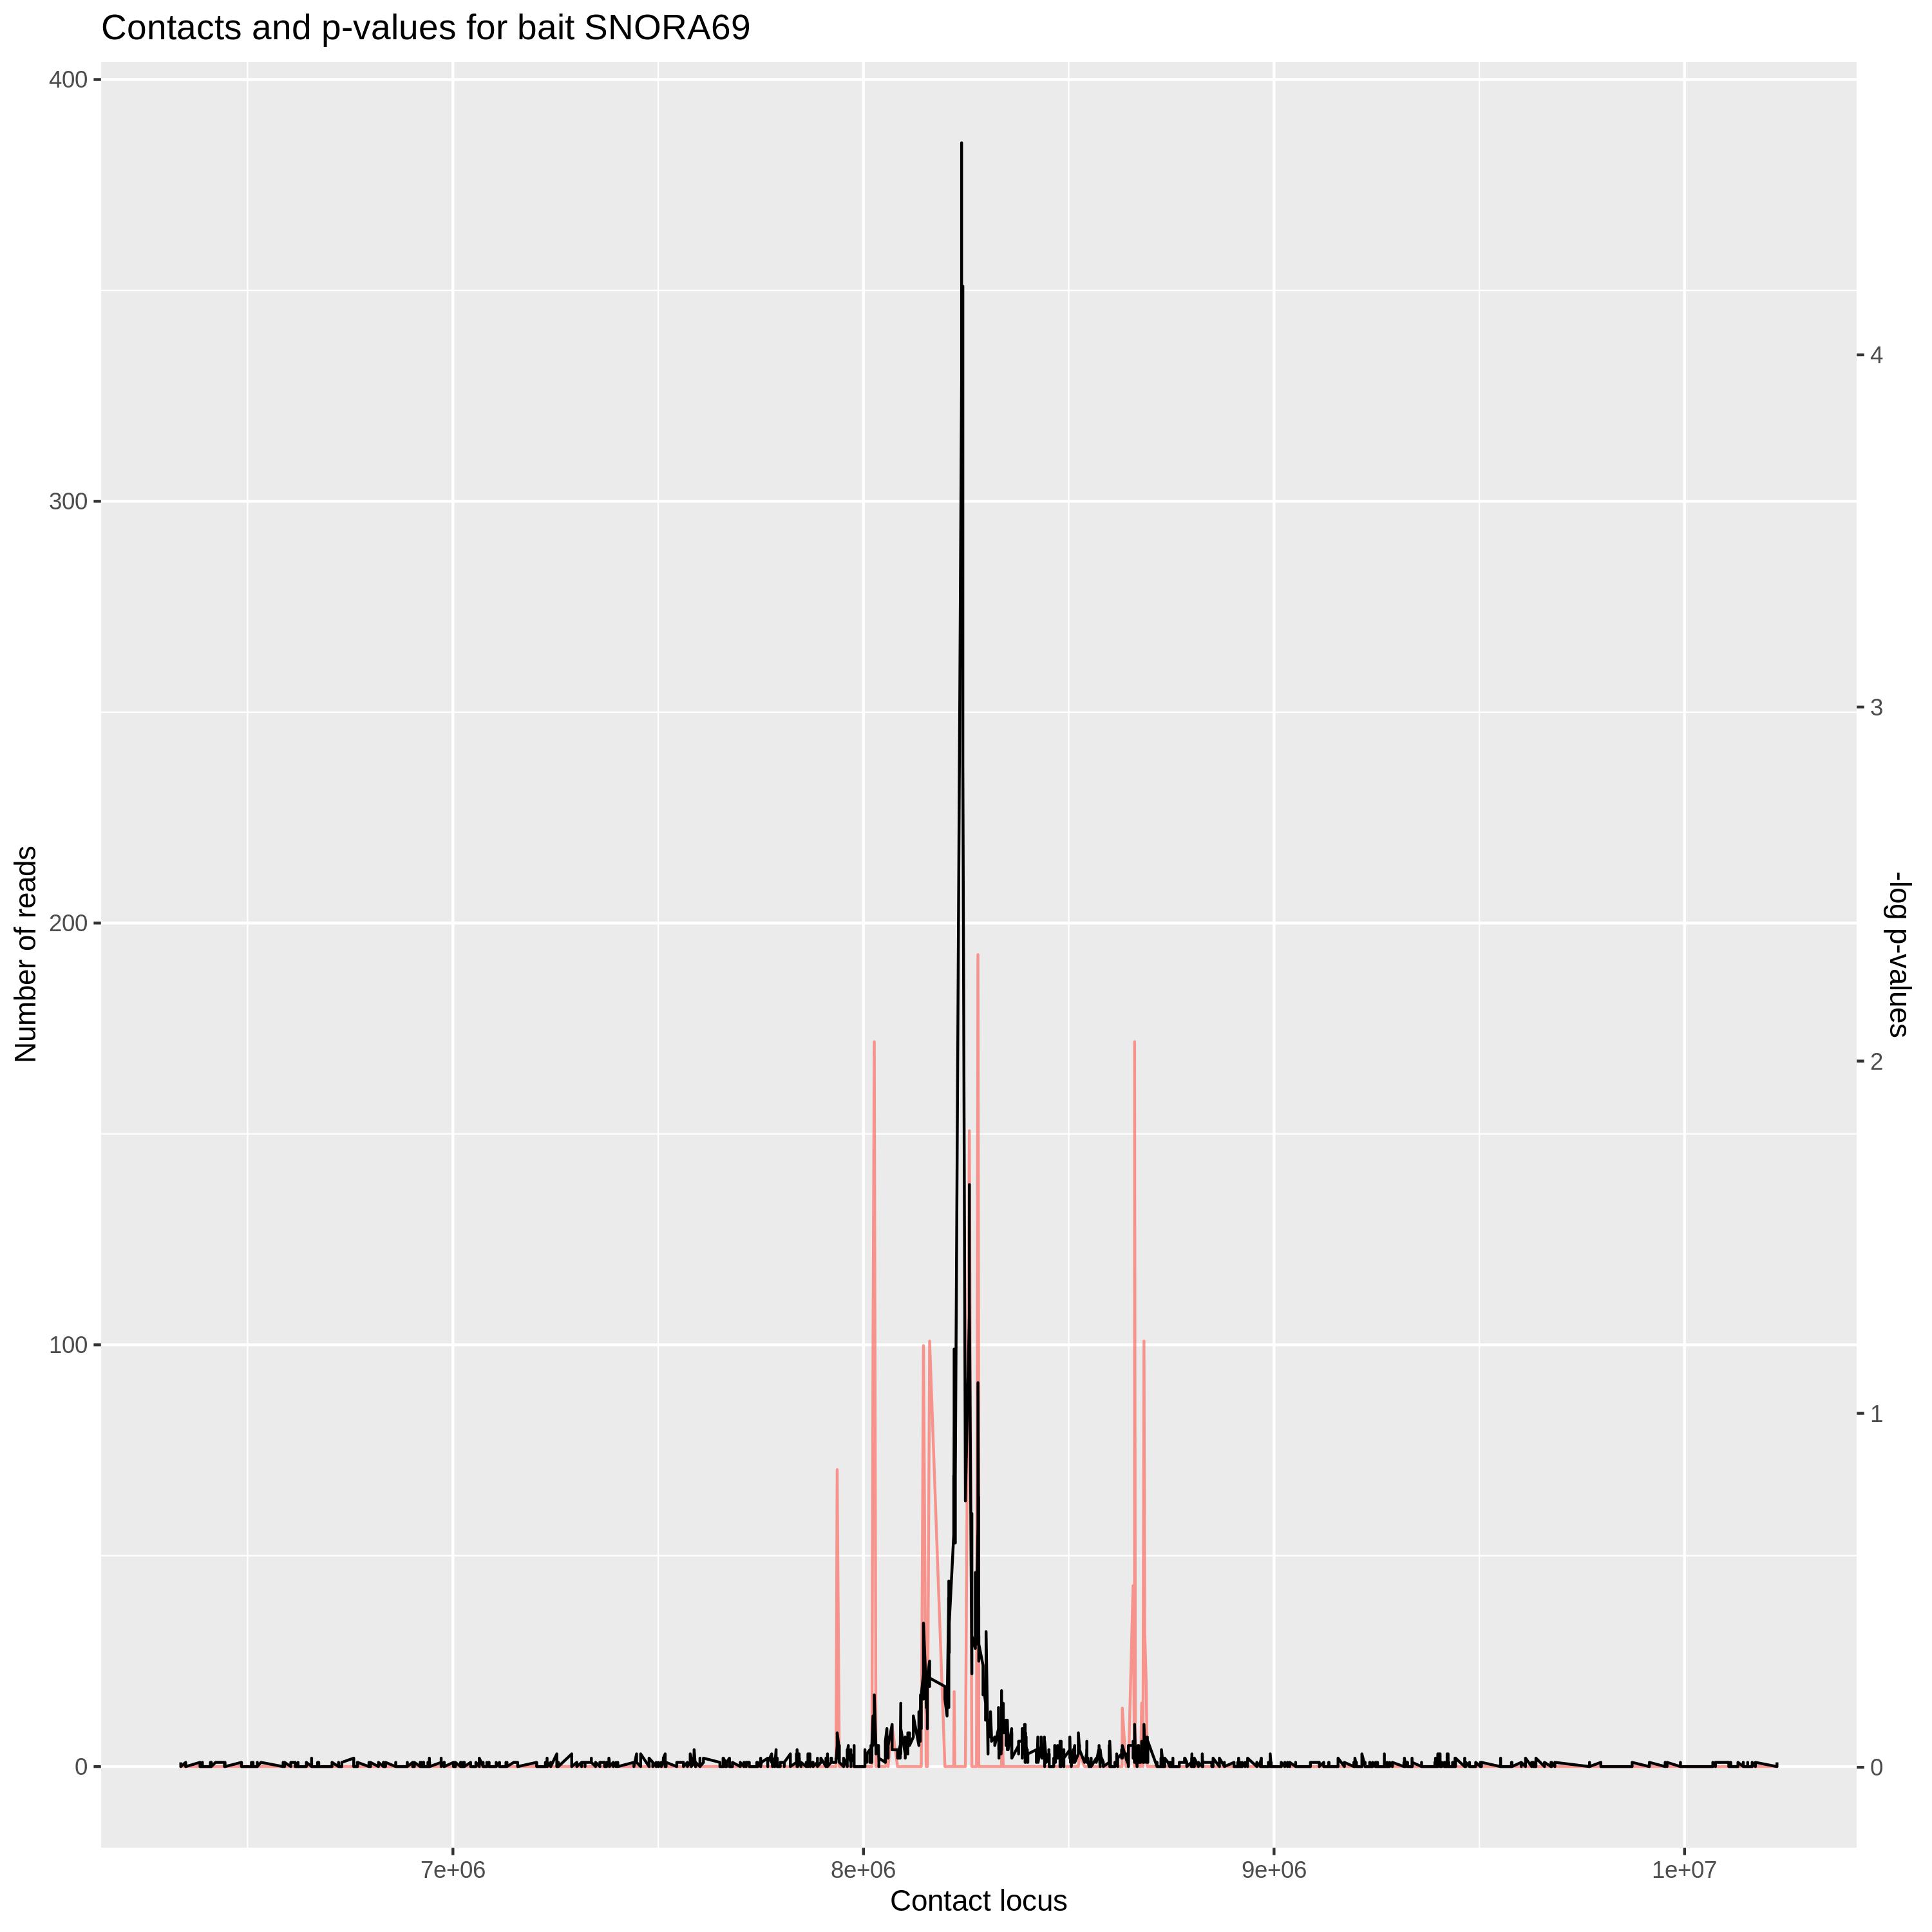 Contacts and p-values for bait SNORA69
400
300
200
100
0
Number of reads
4
3
2
1
0
-log p-values
7e+06
8e+06
9e+06
1e+07
Contact locus